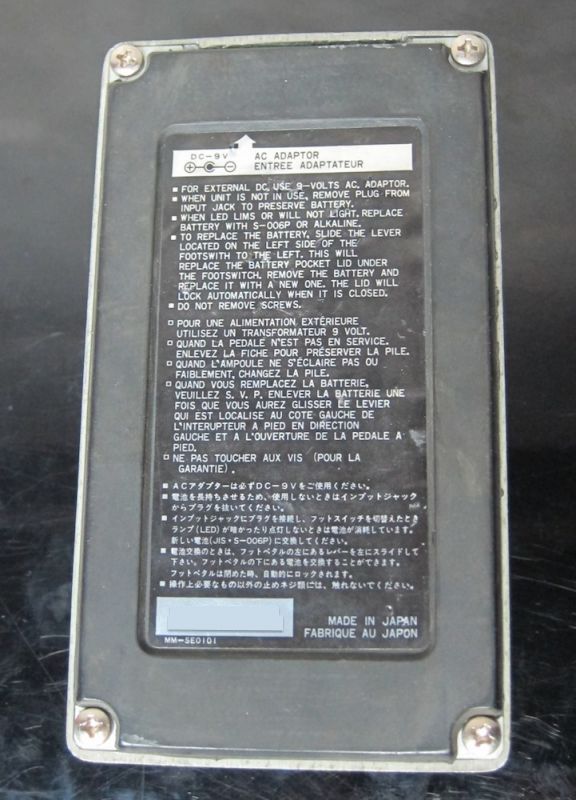 DC-9V
AC ADAPTOR
ENTREE ADAPTATEUR
■ FOR EXTERNAL DC, USE 9-VOLTS AC. ADAPTOR.
■ WHEN UNIT IS NOT IN USE, REMOVE PLUG FROM
INPUT JACK TO PRESERVE BATTERY.
■ WHEN LED LIMS OR WILL NOT LIGHT. REPLACE
BATTERY WITH S-006P OR ALKALINE.
■ TO REPLACE THE BATTERY. SLIDE THE LEVER
LOCATED ON THE LEFT SIDE OF THE
FOOTSWITH TO THE LEFT. THIS WILL
REPLACE THE BATTERY POCKET LID UNDER
THE FOOTSWITCH. REMOVE THE BATTERY AND
REPLACE IT WITH A NEW ONE. THE LID WILL
LOCK AUTOMATICALLY WHEN IT IS CLOSED.
■ DO NOT REMOVE SCREWS.
□ POUR UNE ALIMENTATION EXTÉRIEURE
UTILISEZ UN TRANSFORMATEUR 9 VOLT.
□ QUAND LA PEDALE N'EST PAS EN SERVICE.
ENLEVEZ LA FICHE POUR PRÉSERVER LA PILE.
□ QUAND L'AMPOULE NE S'ÉCLAIRE PAS OU
FAIBLEMENT, CHANGEZ LA PILE.
□ QUAND VOUS REMPLACEZ LA BATTERIE,
VEUILLEZ S. V. P. ENLEVER LA BATTERIE UNE
FOIS QUE VOUS AUREZ GLISSER LE LEVIER
QUI EST LOCALISE AU COTE GAUCHE DE
L'INTERUPTEUR A PIED EN DIRECTION
GAUCHE ET A L'OUVERTURE DE LA PEDALE A
PIED.
□ NE PAS TOUCHER AUX VIS (POUR LA
GARANTIE).
■ ACアダプターは必ずDC-9Vをご使用ください。
■ 電池を長持ちさせるため、使用しないときはインプットジャック
からプラグを抜いてください。
■ インプットジャックにプラグを接続し、フットスイッチを切替えたとき
ランプ(LED)が暗かったり点灯しないときは電池が消耗しています。
新しい電池(JIS・S-006P)に交換してください。
■ 電池交換のときは、フットペタルの左にあるレバーを左にスライドして
下さい。フットペタルの下にある電池を交換することができます。
フットペタルは閉めた時、自動的にロックされます。
■ 操作上必要なもの以外の止めネジ類には、触れないでください。
MADE IN JAPAN
FABRIQUE AU JAPON
MM-SE0101